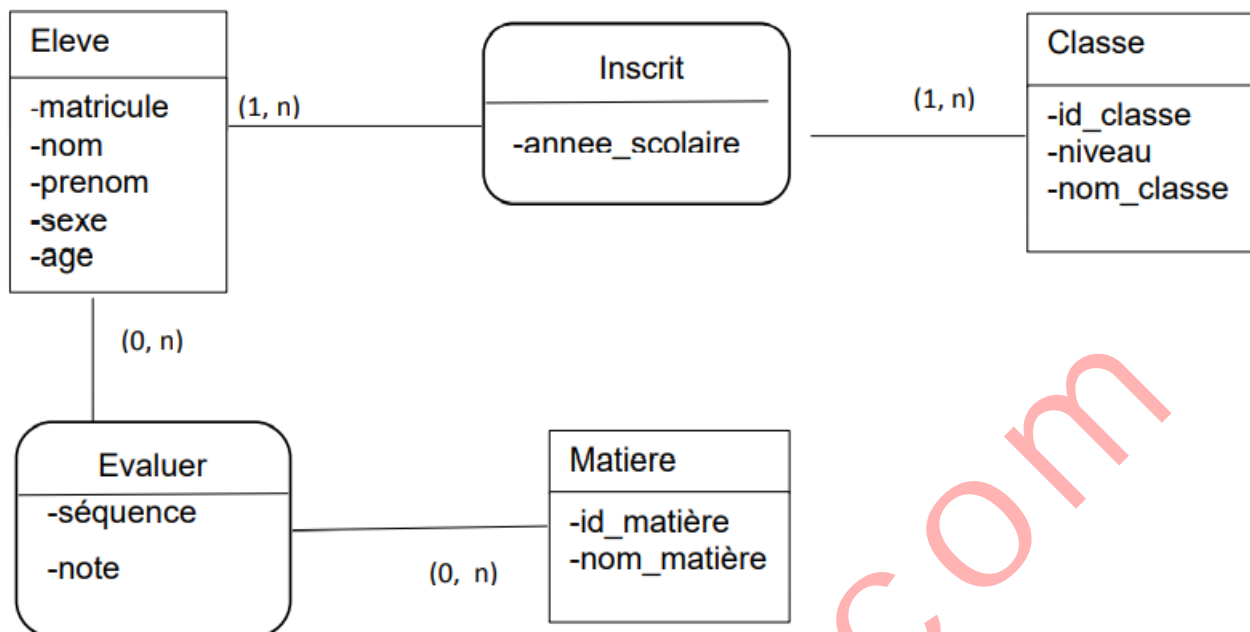 Eleve
-matricule
-nom
-prenom
-sexe
-age
(1, n)
Inscrit
-annee_scolaire
(1, n)
Classe
-id_classe
-niveau
-nom_classe
(0, n)
Evaluer
-séquence
-note
(0, n)
Matiere
-id_matière
-nom_matière
com